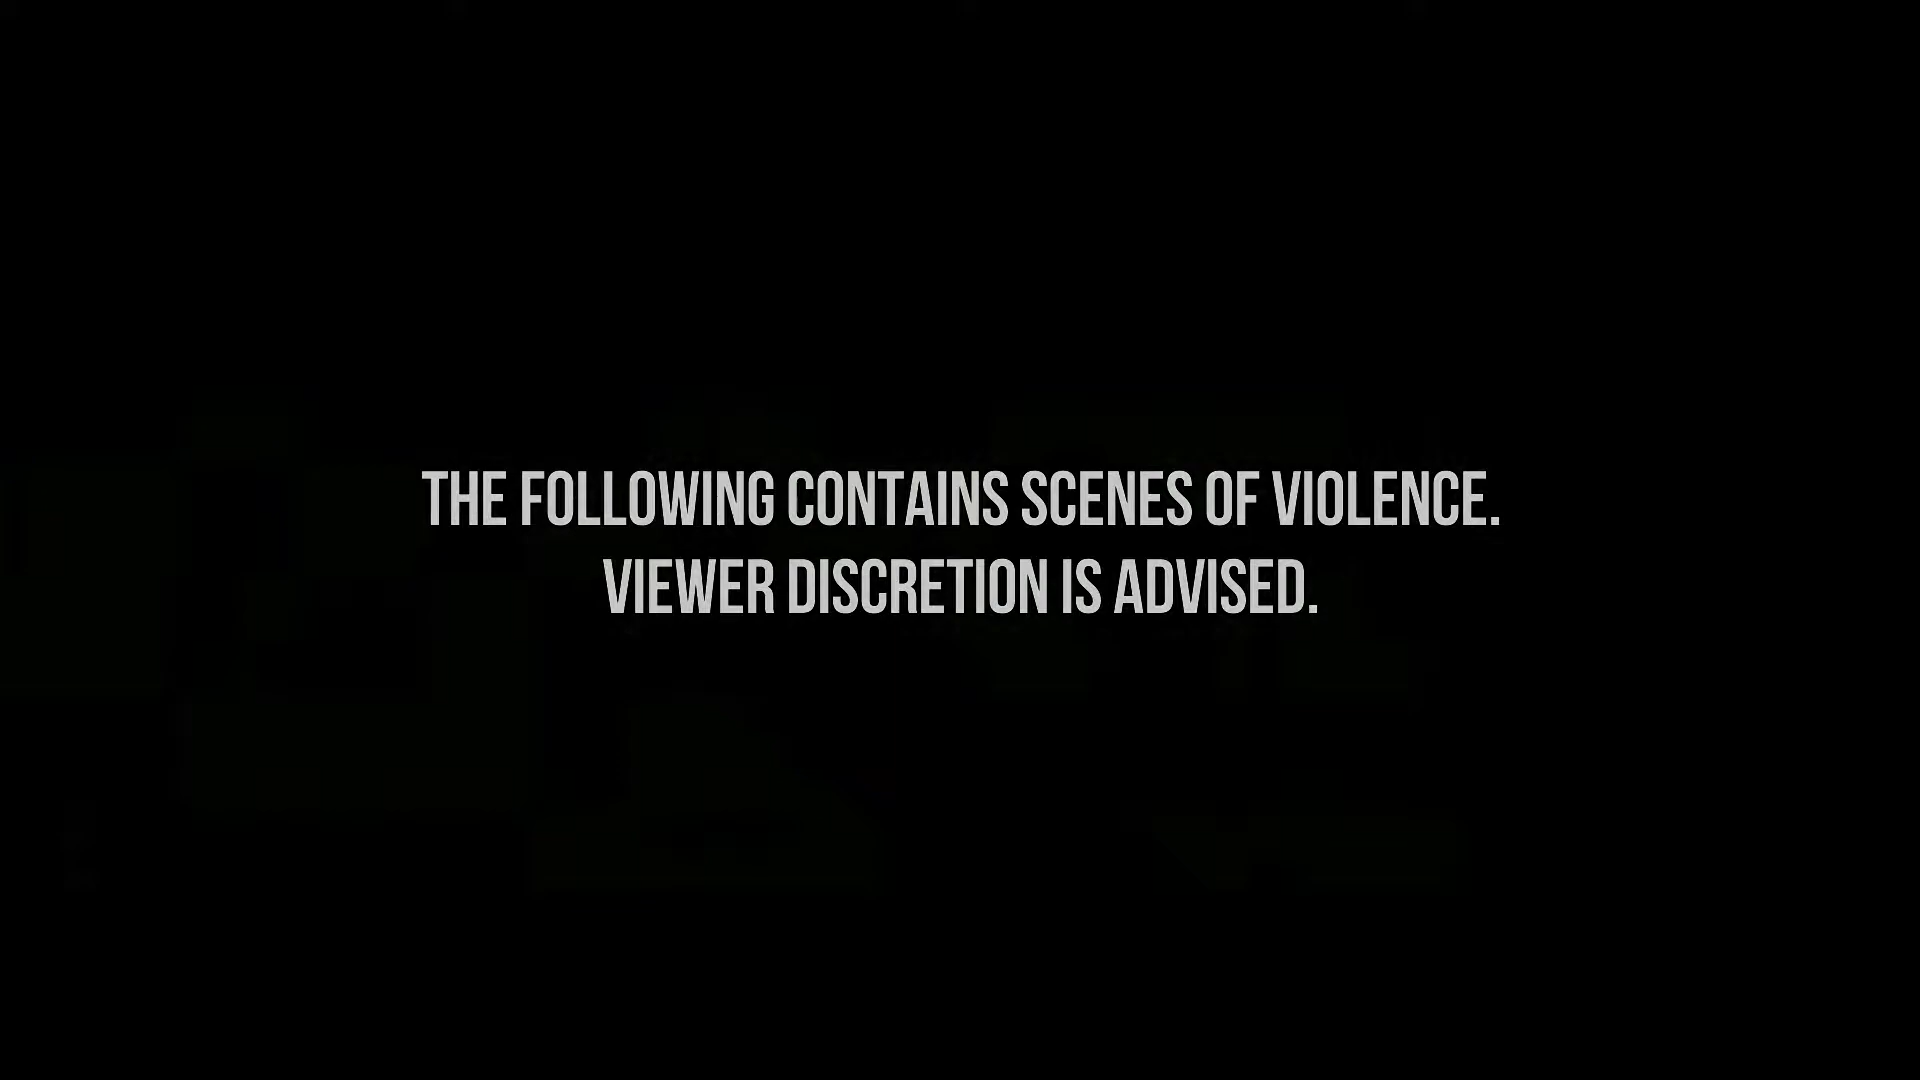 THE FOLLOWING CONTAINS SCENES OF VIOLENCE.
VIEWER DISCRETION IS ADVISED.